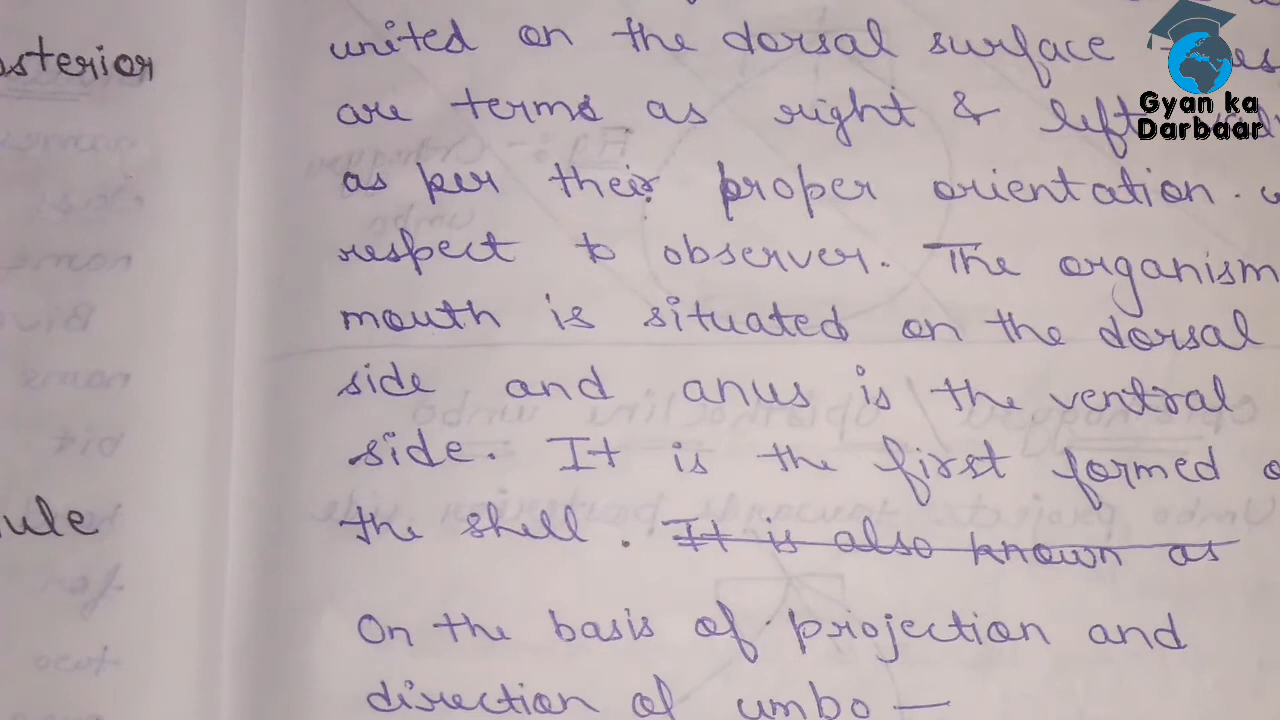 united on the dorsal surface
are terms as right & left
as per their proper orientation.
respect to observer. The organism
mouth is situated on the dorsal
side and anus is the ventral
side. It is the first formed
the shell. It is also known as
On the basis of projection and
direction of umbo —
Gyan ka
Darbaar